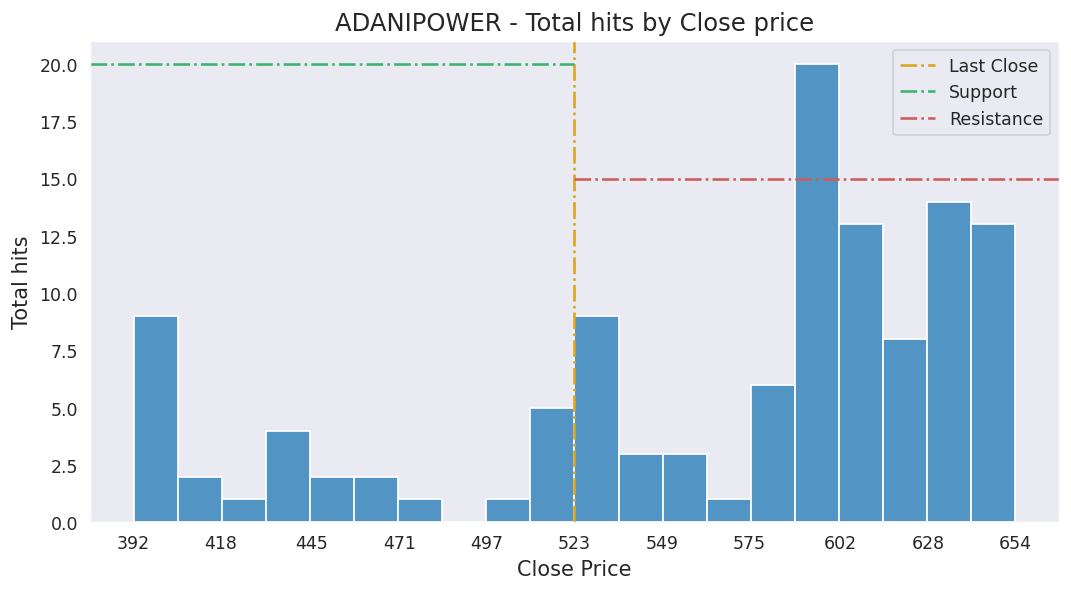 ADANIPOWER - Total hits by Close price
Last Close
Support
Resistance
Total hits
20.0
17.5
15.0
12.5
10.0
7.5
5.0
2.5
0.0
392 418 445 471 497 523 549 575 602 628 654
Close Price